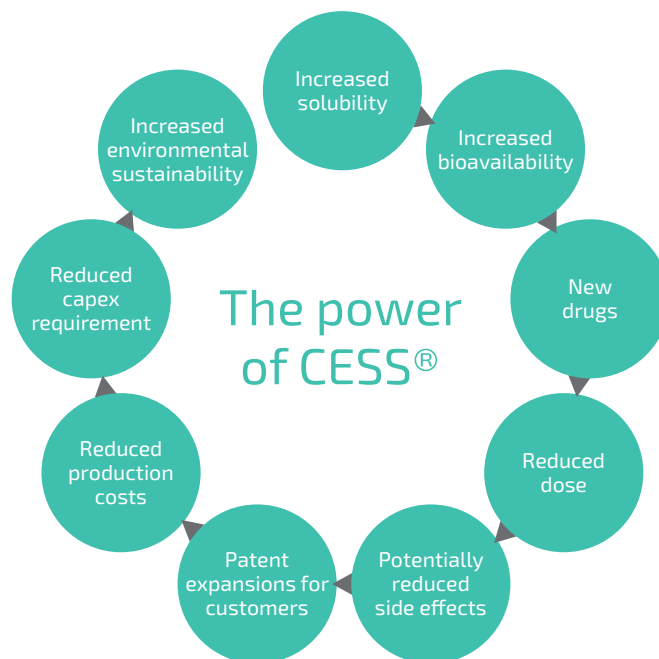 Increased
solubility
Increased
bioavailability
New
drugs
Reduced
dose
Potentially
reduced
side effects
Patent
expansions for
customers
Reduced
production
costs
Reduced
capex
requirement
Increased
environmental
sustainability
The power
of CESS®